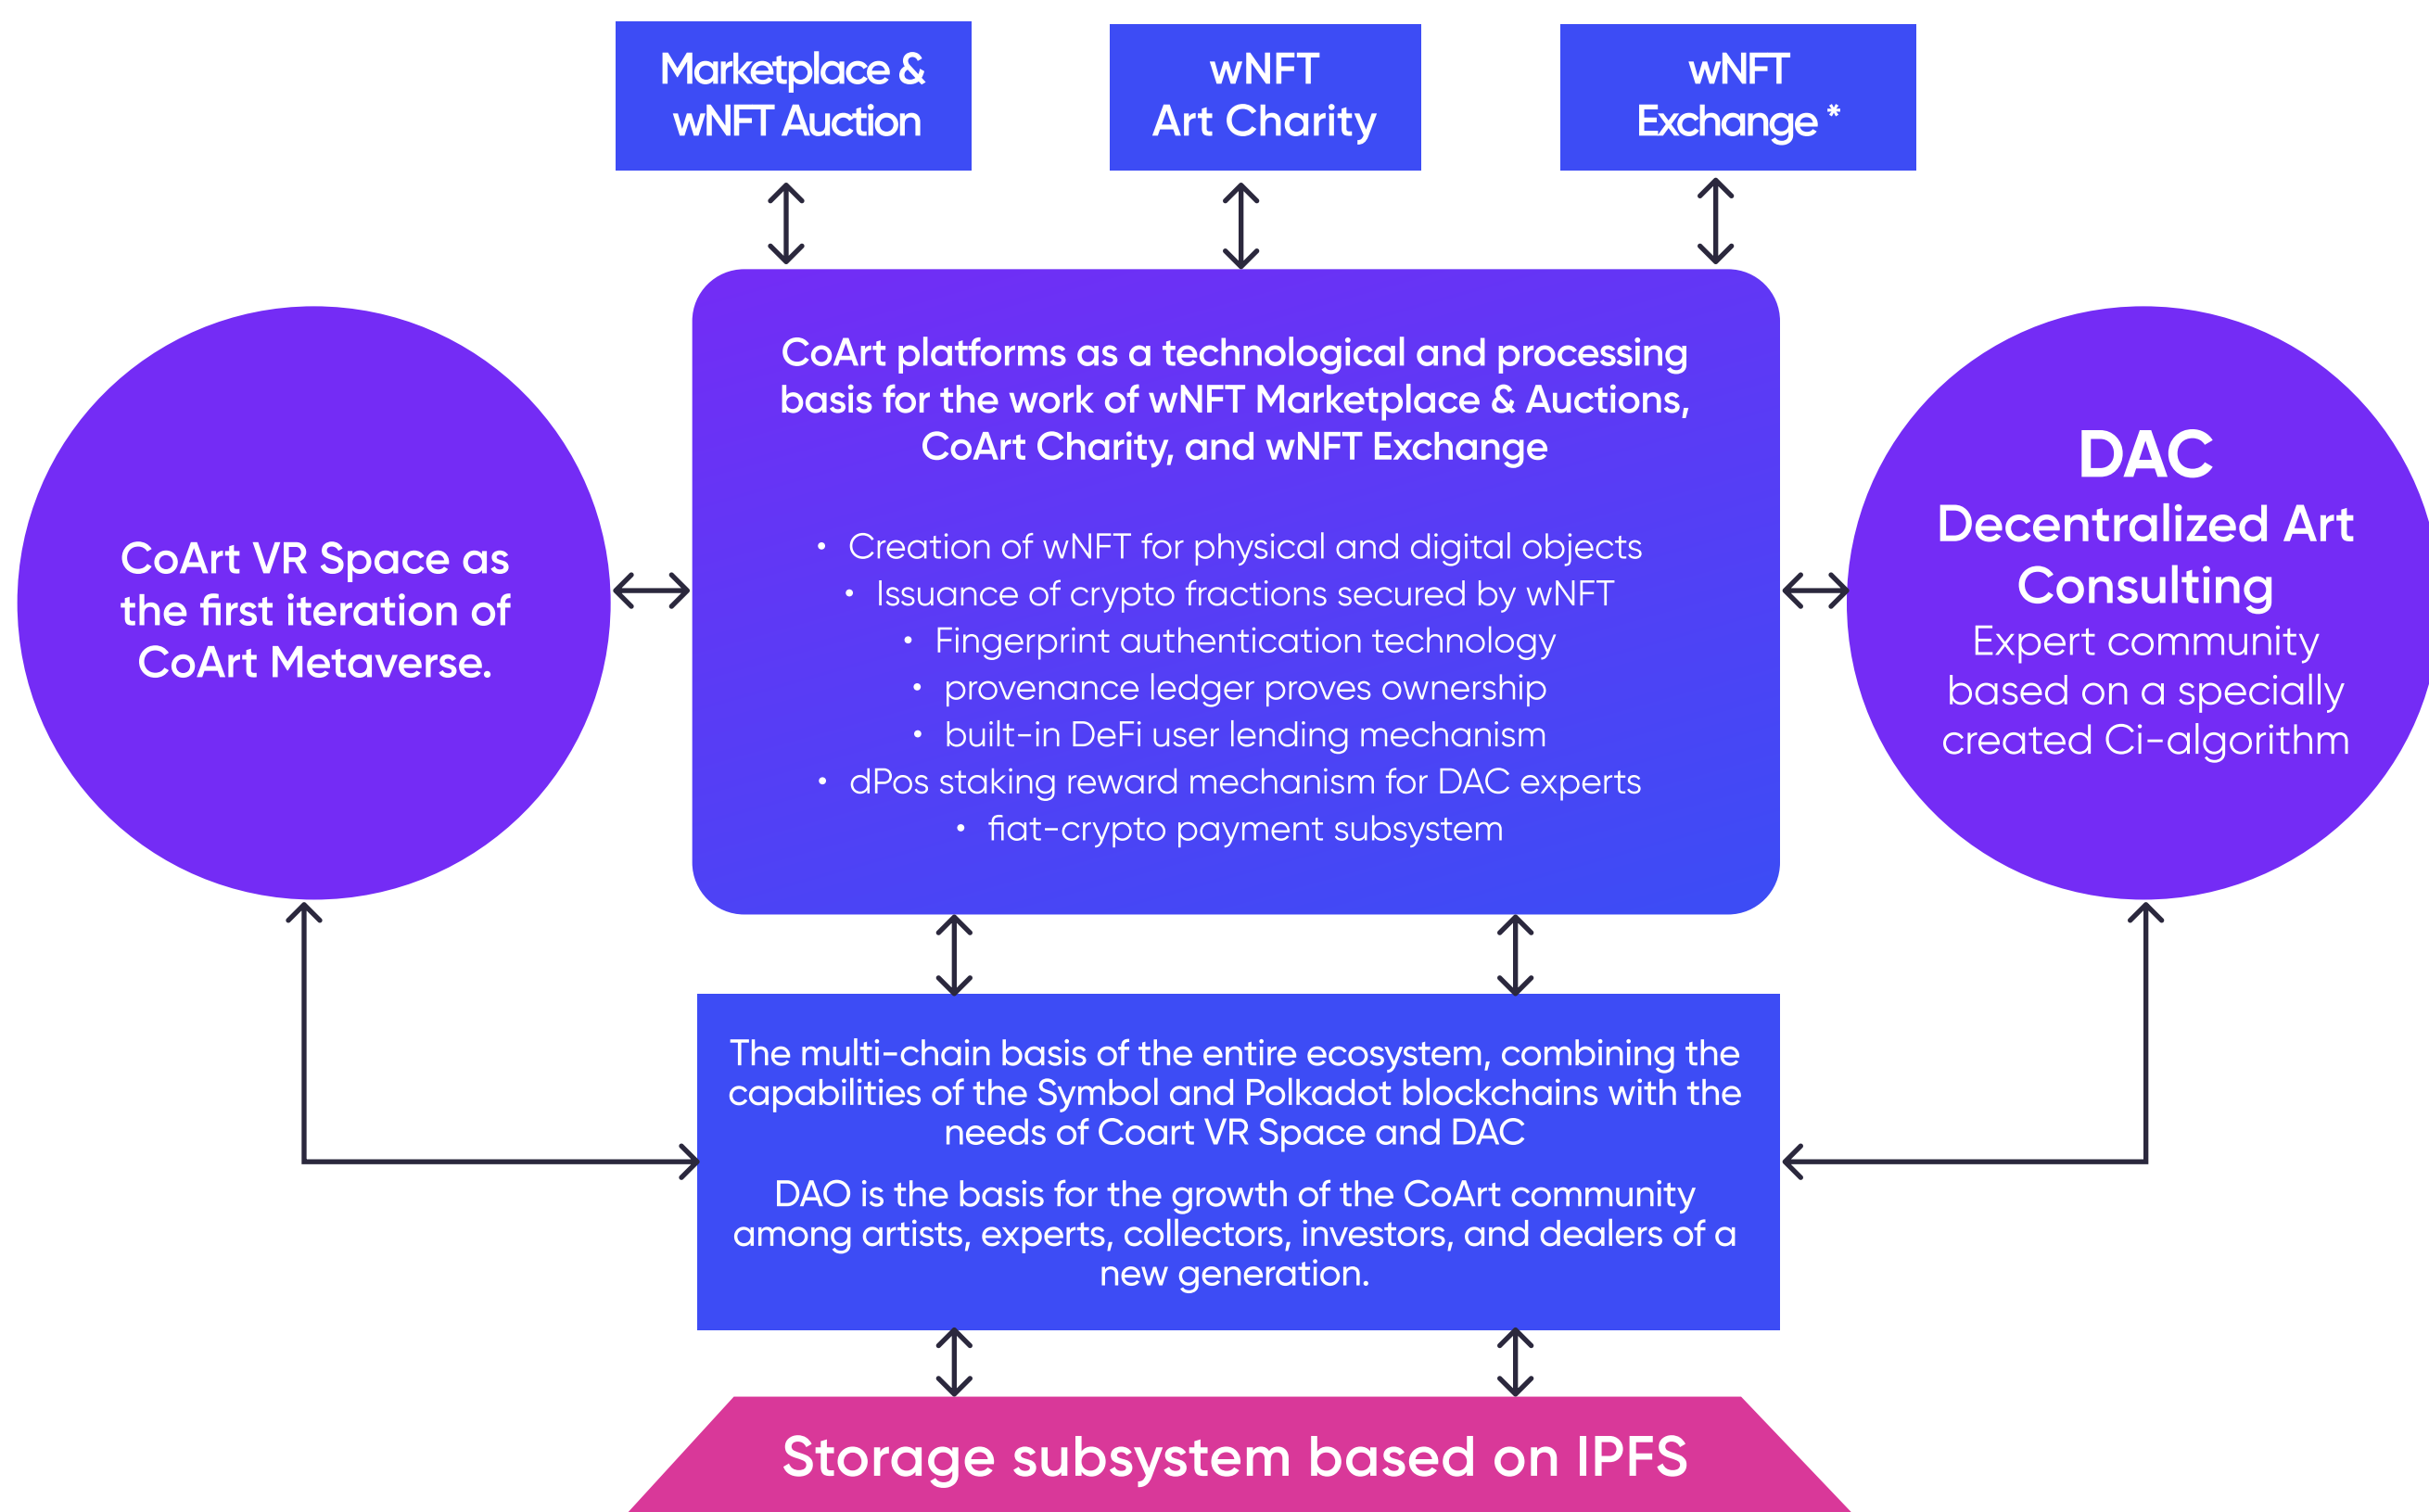 Marketplace &
wNFT Auction
wNFT
Art Charity
wNFT
Exchange *
CoArt platforms as a technological and processing
basis for the work of wNFT Marketplace & Auctions,
CoArt Charity, and wNFT Exchange
• Creation of wNFT for physical and digital objects
• Issuance of crypto fractions secured by wNFT
• Fingerprint authentication technology
• provenance ledger proves ownership
• built-in DeFi user lending mechanism
• dPos staking reward mechanism for DAC experts
• fiat-crypto payment subsystem
CoArt VR Space as
the first iteration of
CoArt Metaverse.
DAC
Decentralized Art
Consulting
Expert community
based on a specially
created Ci-algorithm
The multi-chain basis of the entire ecosystem, combining the
capabilities of the Symbol and Polkadot blockchains with the
needs of Coart VR Space and DAC
DAO is the basis for the growth of the CoArt community
among artists, experts, collectors, investors, and dealers of a
new generation.
Storage subsystem based on IPFS